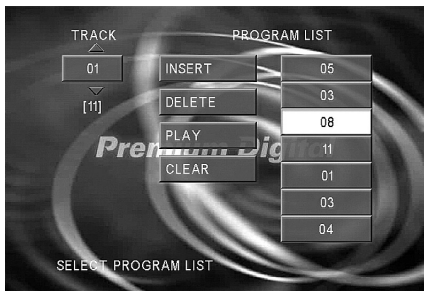 TRACK
01
[11]
INSERT
DELETE
PLAY
CLEAR
PROGRAM LIST
05
03
08
11
01
03
04
Premium Digital
SELECT PROGRAM LIST